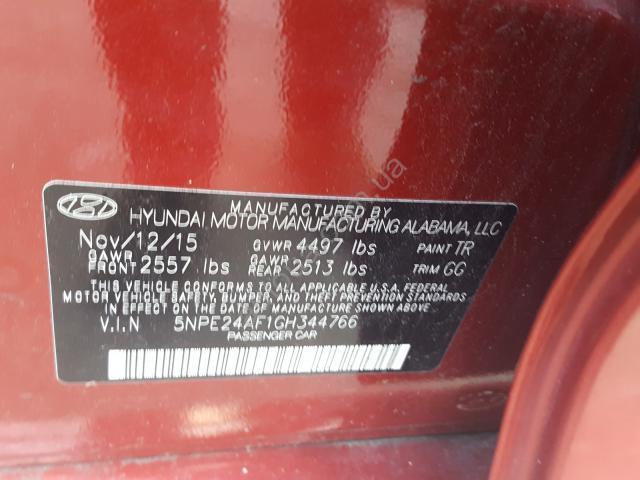 MANUFACTURED BY
HYUNDAI MOTOR MANUFACTURING ALABAMA, LLC
Nov/12/15 GVWR 4497 lbs PAINT TR
GAWR FRONT 2557 lbs GAWR REAR 2513 lbs TRIM GG
THIS VEHICLE CONFORMS TO ALL APPLICABLE U.S.A. FEDERAL
MOTOR VEHICLE SAFETY, BUMPER, AND THEFT PREVENTION
STANDARDS IN EFFECT ON THE DATE OF MANUFACTURE SHOWN ABOVE
V.I.N 5NPE24AF1GH344766
PASSENGER CAR